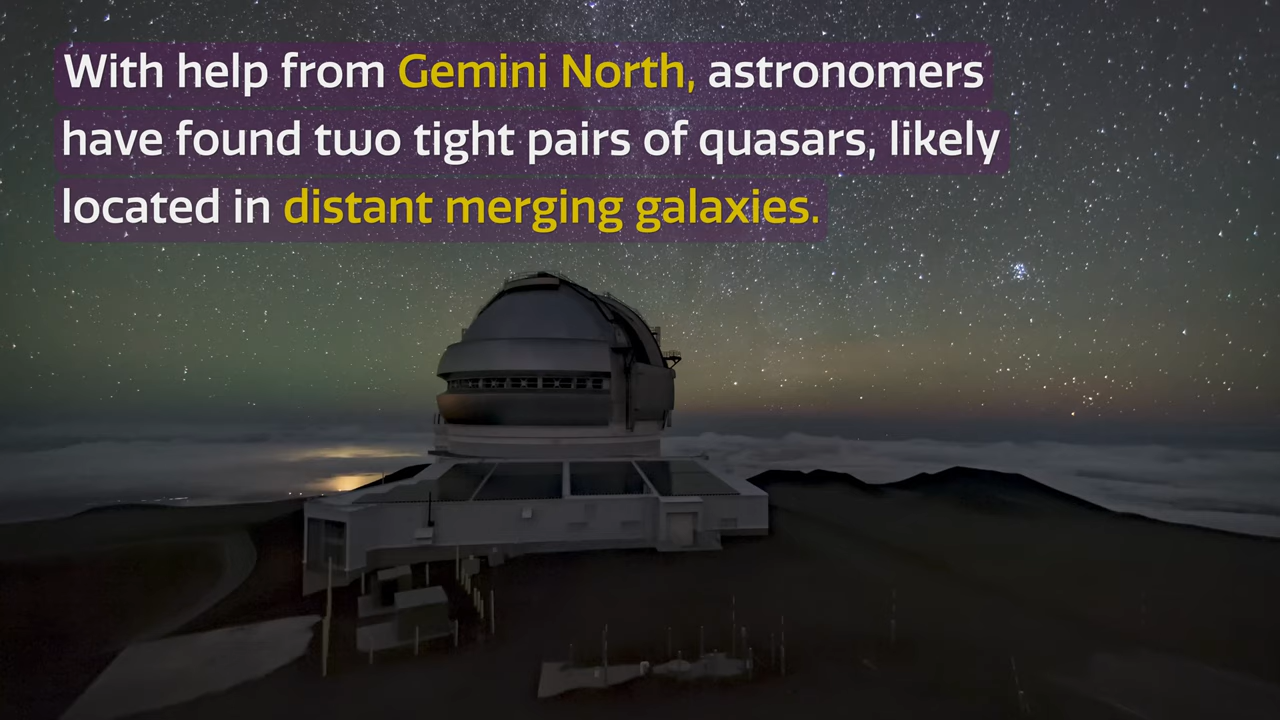 With help from Gemini North, astronomers
have found two tight pairs of quasars, likely
located in distant merging galaxies.